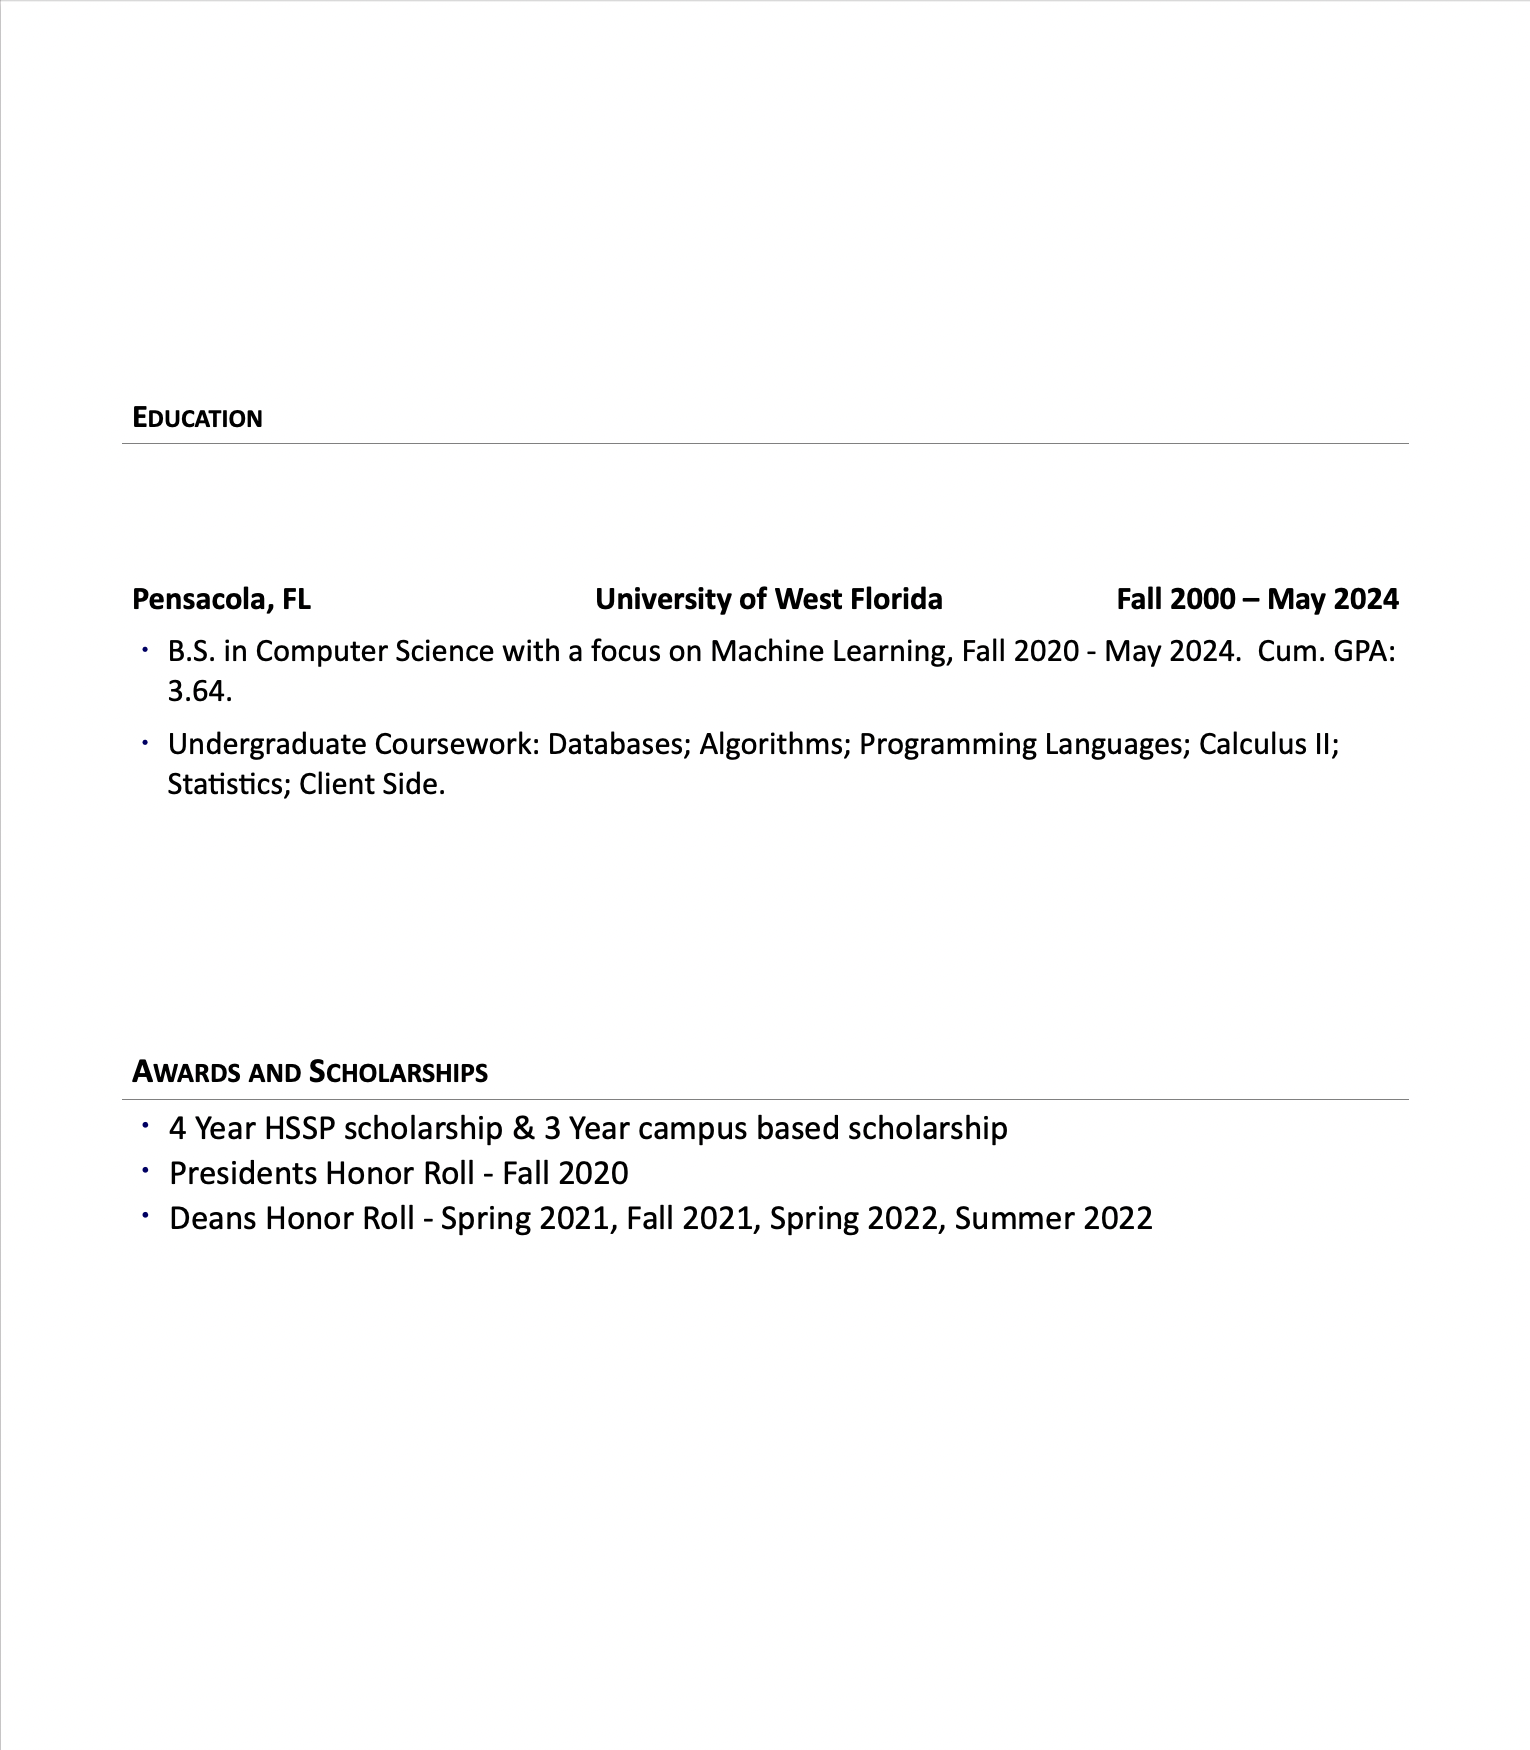 EDUCATION
Pensacola, FL University of West Florida Fall 2000 – May 2024
· B.S. in Computer Science with a focus on Machine Learning, Fall 2020 - May 2024.  Cum. GPA:
3.64.
· Undergraduate Coursework: Databases; Algorithms; Programming Languages; Calculus II;
Statistics; Client Side.
AWARDS AND SCHOLARSHIPS
· 4 Year HSSP scholarship & 3 Year campus based scholarship
· Presidents Honor Roll - Fall 2020
· Deans Honor Roll - Spring 2021, Fall 2021, Spring 2022, Summer 2022